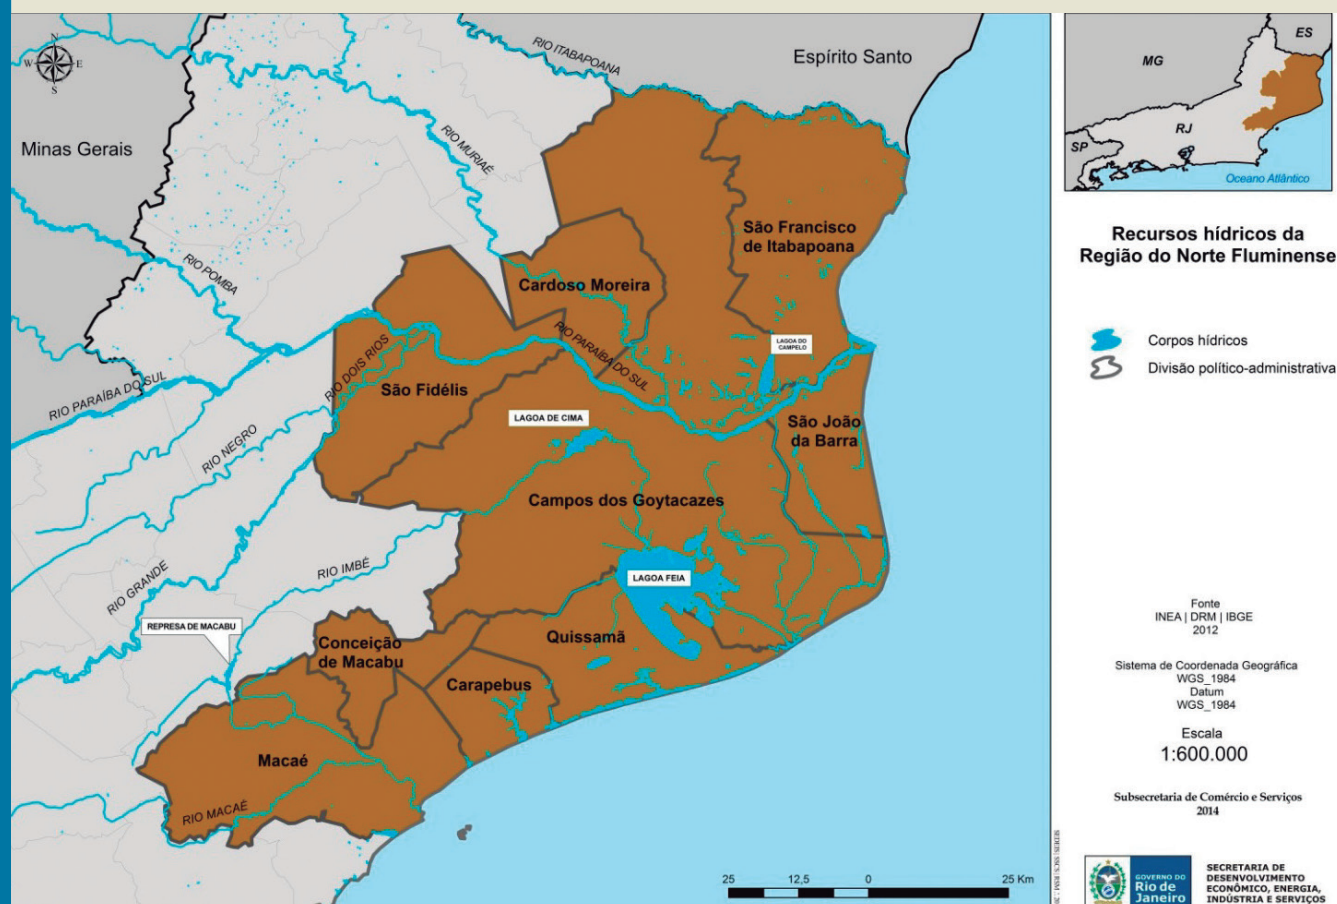 N
W E
S
Minas Gerais
Espírito Santo
RIO ITABAPOANA
RIO MURIAÉ
RIO POMBA
RIO PARAÍBA DO SUL
RIO DOIS RIOS
RIO NEGRO
RIO GRANDE
RIO IMBÉ
RIO MACAÉ
RIO PARAÍBA DO SUL
São Francisco
de Itabapoana
Cardoso Moreira
LAGOA DO
CAMPELO
São Fidélis
LAGOA DE CIMA
São João
da Barra
Campos dos Goytacazes
LAGOA FEIA
REPRESA DE MACABU
Conceição
de Macabu
Quissamã
Carapebus
Macaé
25 12,5 0 25 Km
ES
MG
RJ
SP
Oceano Atlântico
Recursos hídricos da
Região do Norte Fluminense
Corpos hídricos
Divisão político-administrativa
Fonte
INEA | DRM | IBGE
2012
Sistema de Coordenada Geográfica
WGS_1984
Datum
WGS_1984
Escala
1:600.000
Subsecretaria de Comércio e Serviços
2014
GOVERNO DO
Rio de
Janeiro
SECRETARIA DE
DESENVOLVIMENTO
ECONÔMICO, ENERGIA,
INDÚSTRIA E SERVIÇOS